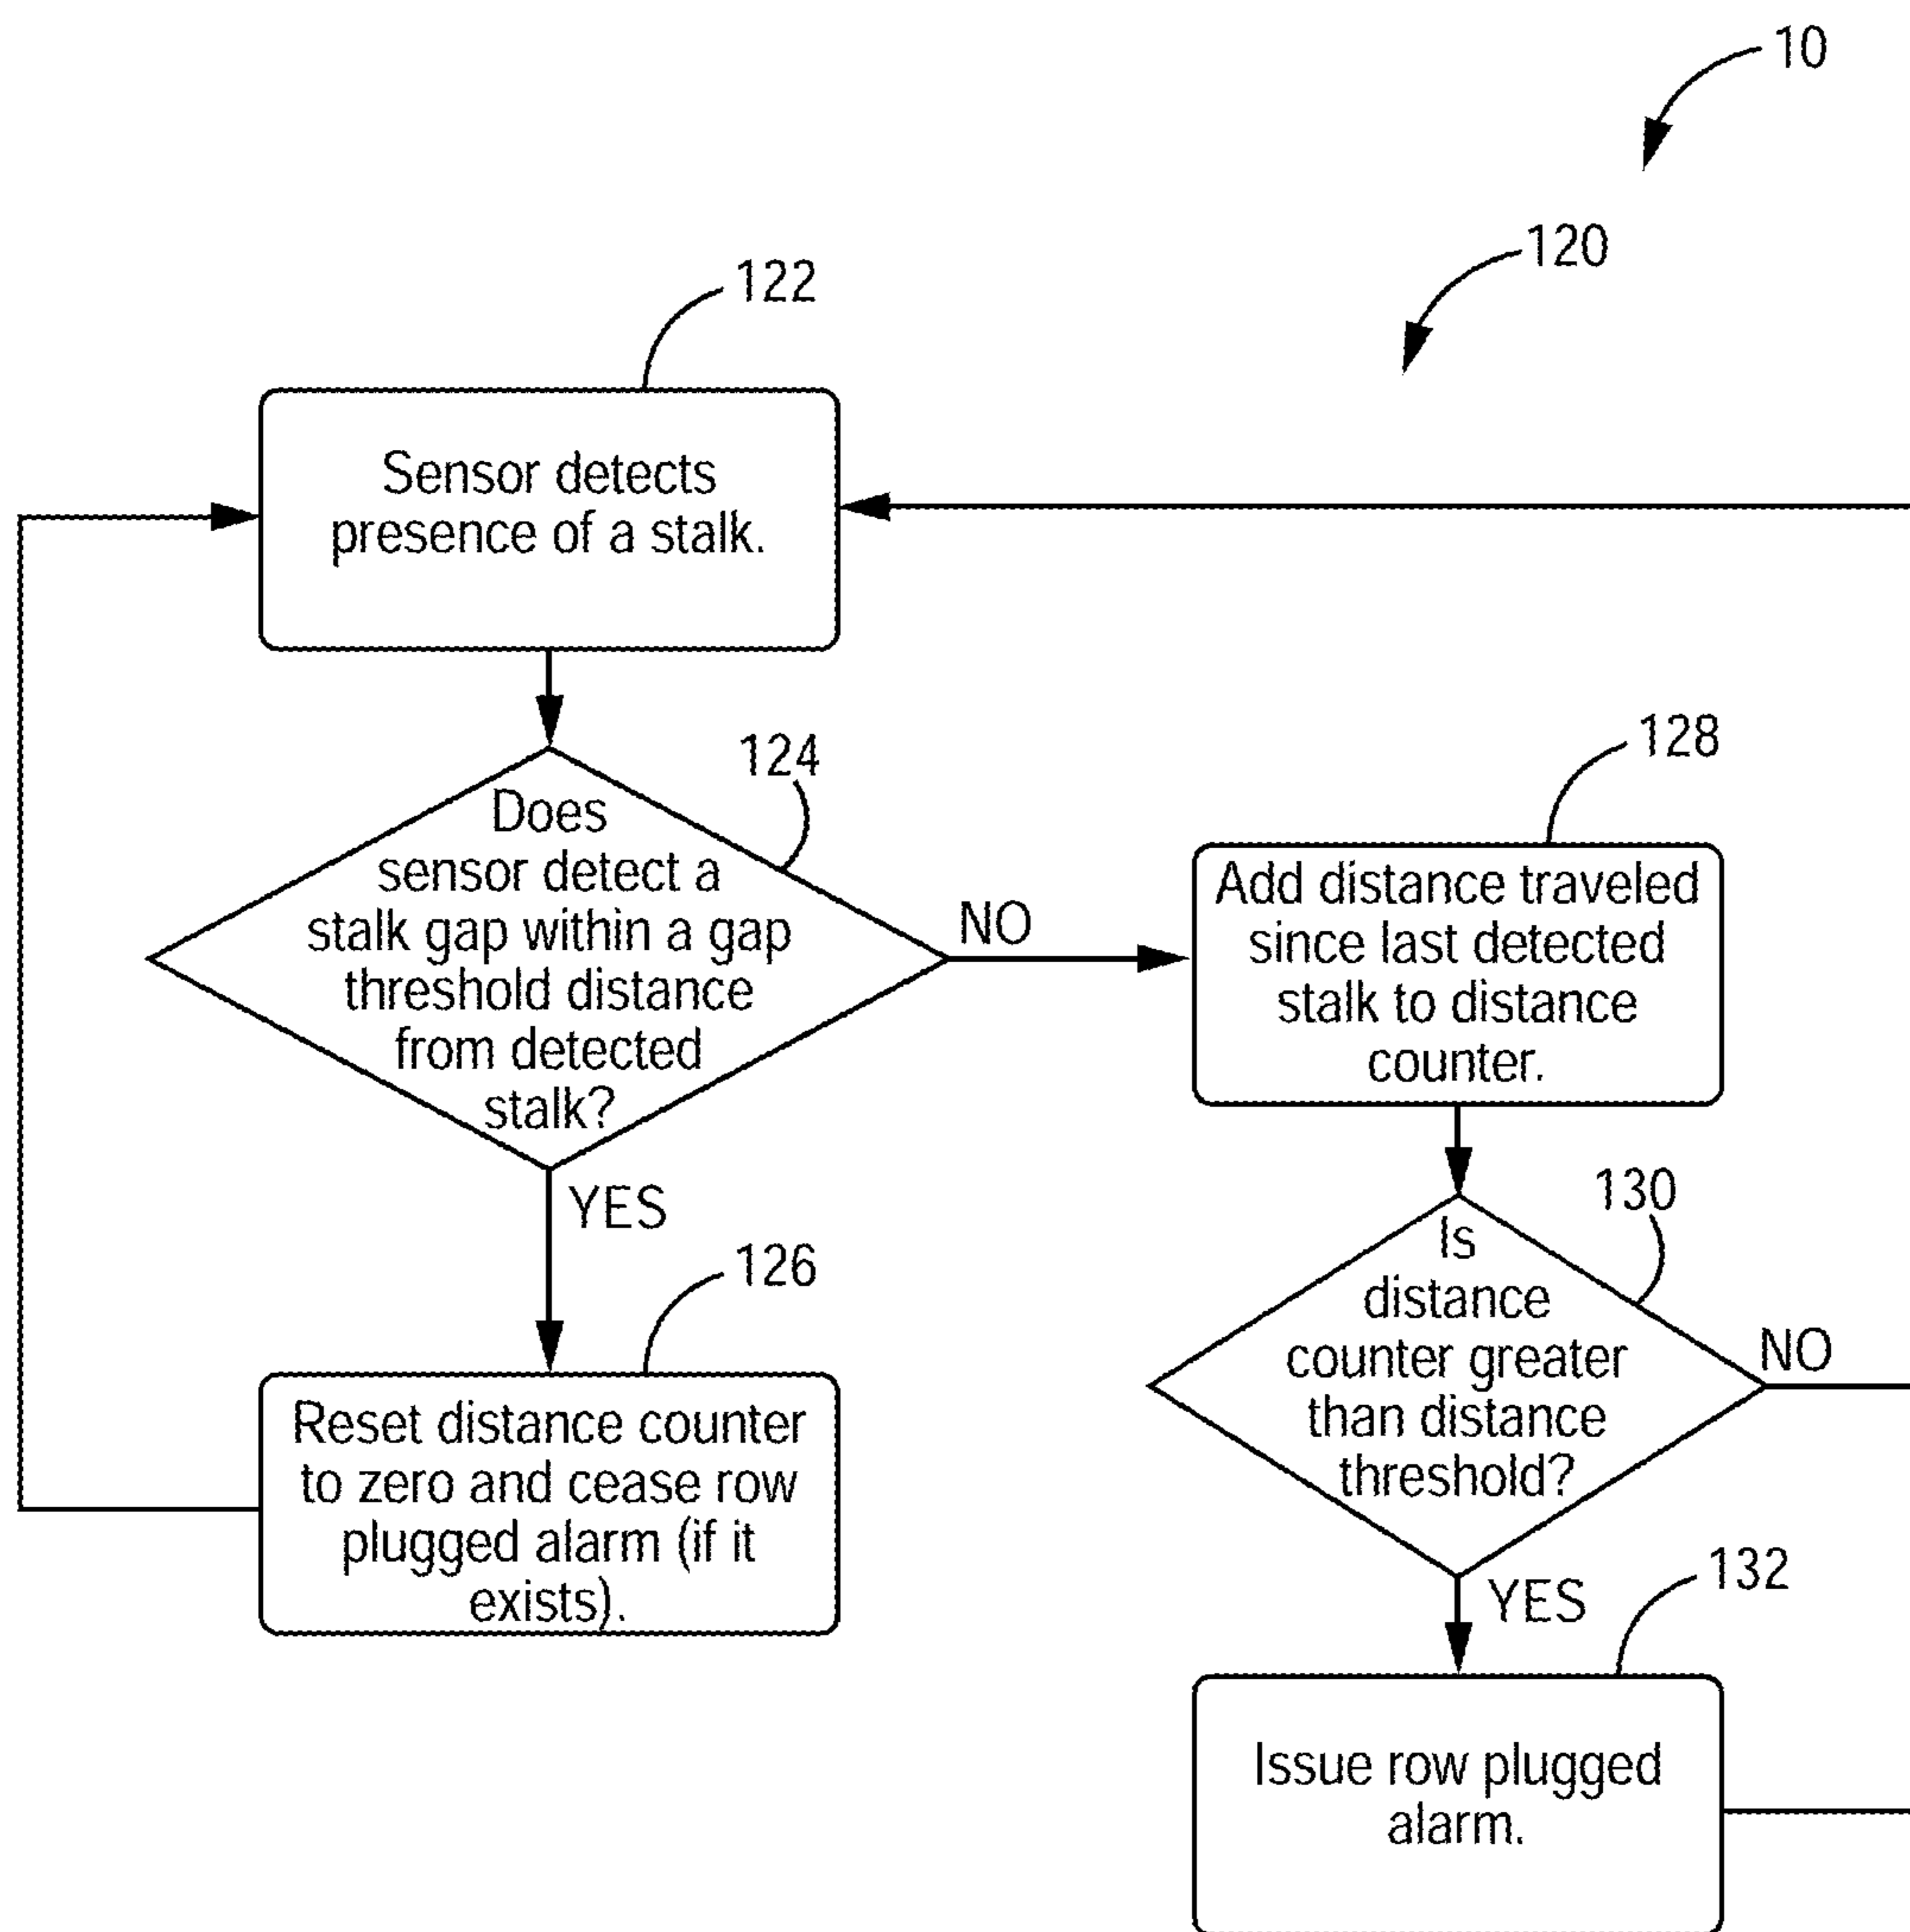 10
120
122
Sensor detects
presence of a stalk.
124
Does
sensor detect a
stalk gap within a gap
threshold distance
from detected
stalk?
NO
YES
126
Reset distance counter
to zero and cease row
plugged alarm (if it
exists).
128
Add distance traveled
since last detected
stalk to distance
counter.
130
Is
distance
counter greater
than distance
threshold?
NO
YES
132
Issue row plugged
alarm.